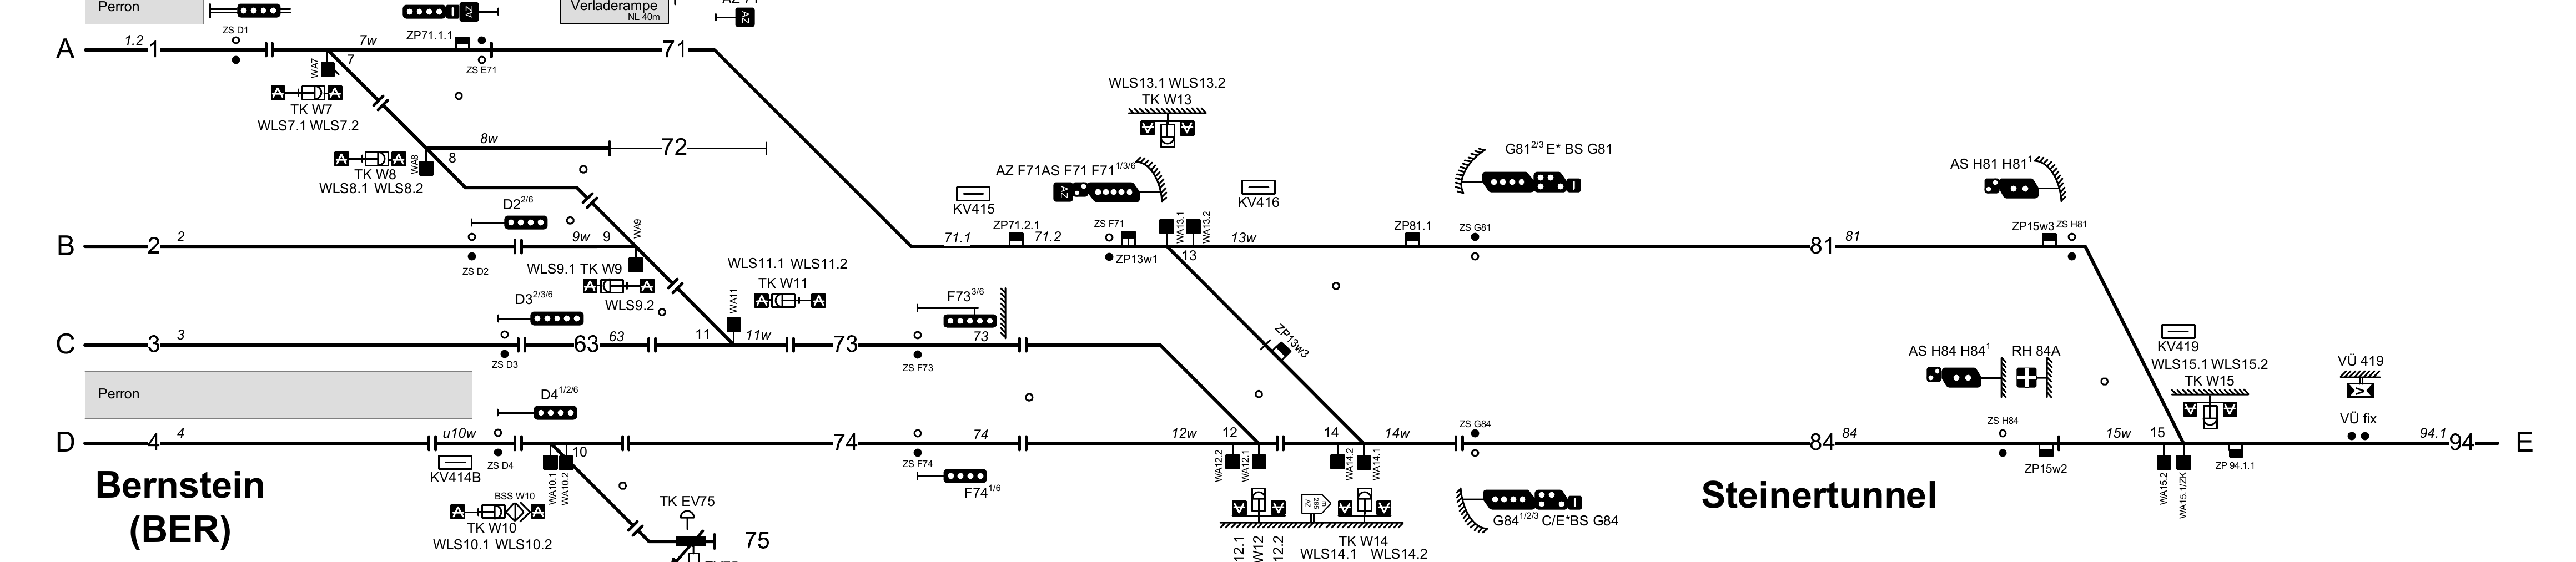 Perron
ZA
Verladerampe
NL 40m
AZ 71
AZ
ZS D1
A
1.2
1
7w
ZP71.1.1
71
ZS E71
WA7
7
TK W7
WLS7.1 WLS7.2
8w
72
WA8
8
TK W8
WLS8.1 WLS8.2
WLS13.1 WLS13.2
TK W13
G81 2/3 E* BS G81
AS H81 H81 1
AZ F71AS F71 F71 1/3/6
AZ
KV415
KV416
D2 2/6
WA9
ZP71.2.1
ZS F71
WA13.1
WA13.2
ZP81.1
ZS G81
ZP15w3 ZS H81
B
2
2
9w
9
71.1
71.2
ZP13w1
13
13w
81
81
ZS D2
WLS9.1 TK W9
WLS9.2
WLS11.1 WLS11.2
TK W11
D3 2/3/6
WA11
F73 3/6
C
3
3
63
63
11
11w
73
73
ZS D3
ZS F73
ZP13w3
AS H84 H84 1
RH 84A
KV419
WLS15.1 WLS15.2
TK W15
VÜ 419
VÜ fix
Perron
D4 1/2/6
ZS G84
ZS H84
D
4
4
u10w
74
74
12w
12
14
14w
84
84
15w
15
94.1
94
E
KV414B
ZS D4
WA10.1
WA10.2
10
ZS F74
F74 1/6
WA12.2
WA12.1
WA14.2
WA14.1
ZP15w2
WA15.2
WA15.1/ZK
ZP 94.1.1
Bernstein
(BER)
BSS W10
TK W10
WLS10.1 WLS10.2
TK EV75
75
G84 1/2/3 C/E*BS G84
Steinertunnel
12.1
W12
12.2
TK W14
WLS14.1 WLS14.2